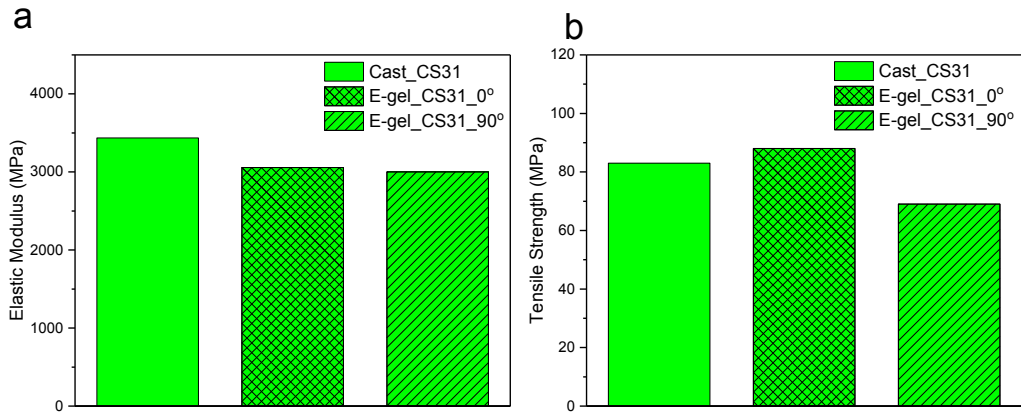 a
Elastic Modulus (MPa)
4000
3000
2000
1000
0
Cast_CS31
E-gel_CS31_0°
E-gel_CS31_90°
b
Tensile Strength (MPa)
120
100
80
60
40
20
0
Cast_CS31
E-gel_CS31_0°
E-gel_CS31_90°